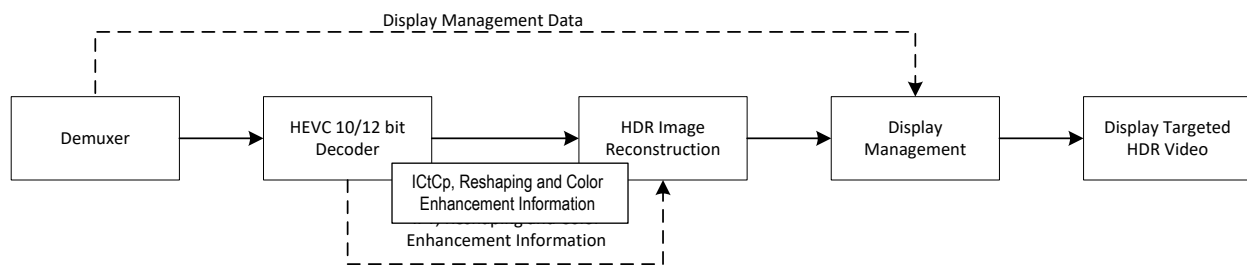 Display Management Data
Demuxer
HEVC 10/12 bit
Decoder
HDR Image
Reconstruction
Display
Management
Display Targeted
HDR Video
ICtCp, Reshaping and Color
Enhancement Information
Enhancement Information